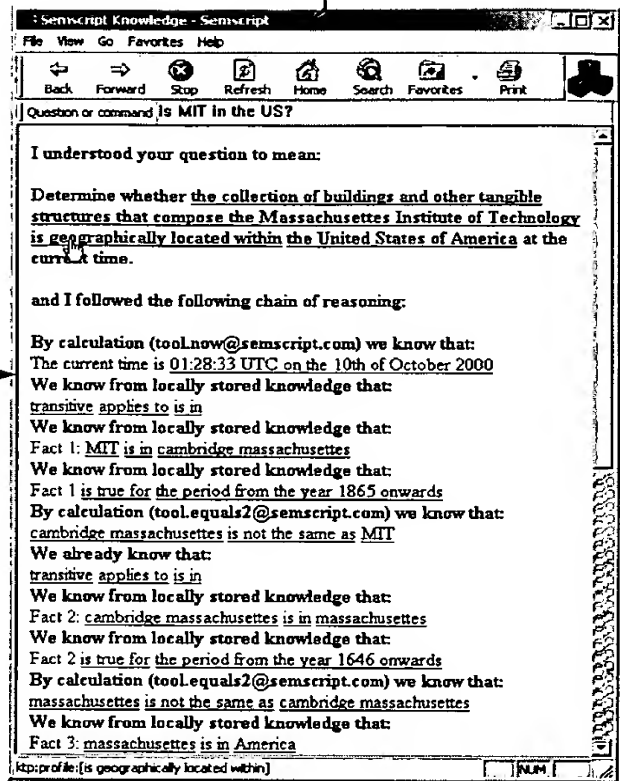 Semscript Knowledge - Semscript
File View Go Favorites Help
Back Forward Stop Refresh Home Search Favorites Print
Question or command Is MIT in the US?
I understood your question to mean:
Determine whether the collection of buildings and other tangible
structures that compose the Massachusettes Institute of Technology
is geographically located within the United States of America at the
current time.
and I followed the following chain of reasoning:
By calculation (tool.now@semscript.com) we know that:
The current time is 01:28:33 UTC on the 10th of October 2000
We know from locally stored knowledge that:
transitive applies to is in
We know from locally stored knowledge that:
Fact 1: MIT is in cambridge massachusettes
We know from locally stored knowledge that:
Fact 1 is true for the period from the year 1865 onwards
By calculation (tool.equals2@semscript.com) we know that:
cambridge massachusettes is not the same as MIT
We already know that:
transitive applies to is in
We know from locally stored knowledge that:
Fact 2: cambridge massachusettes is in massachusettes
We know from locally stored knowledge that:
Fact 2 is true for the period from the year 1646 onwards
By calculation (tool.equals2@semscript.com) we know that:
massachusettes is not the same as cambridge massachusettes
We know from locally stored knowledge that:
Fact 3: massachusettes is in America
ktp:profile:[is geographically located within] NUM